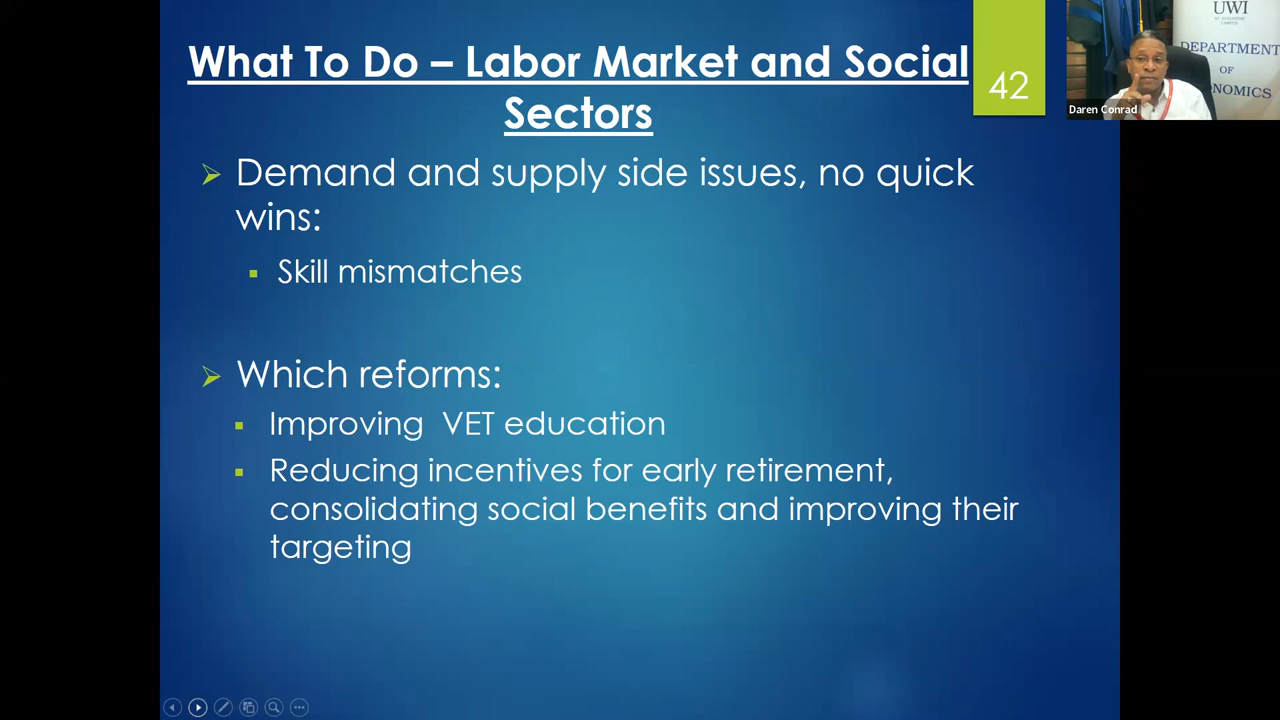 What To Do – Labor Market and Social
Sectors
42
Demand and supply side issues, no quick
wins:
Skill mismatches
Which reforms:
Improving VET education
Reducing incentives for early retirement,
consolidating social benefits and improving their
targeting
UWI
DEPARTMENT
OF
ONOMICS
Daren Conrad